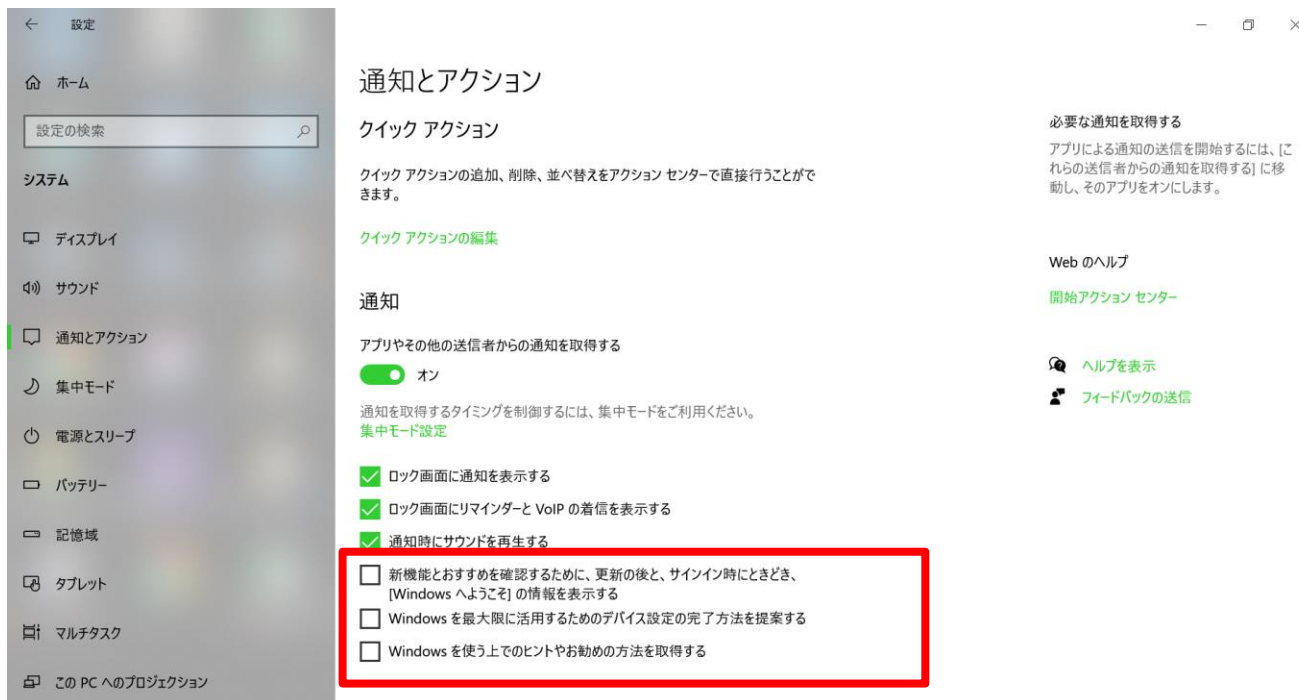 設定
ホーム
設定の検索
システム
ディスプレイ
サウンド
通知とアクション
集中モード
電源とスリープ
バッテリー
記憶域
タブレット
マルチタスク
この PC へのプロジェクション
通知とアクション
クイック アクション
クイック アクションの追加、削除、並べ替えをアクション センターで直接行うことがで
きます。
クイック アクションの編集
通知
アプリやその他の送信者からの通知を取得する
オン
通知を取得するタイミングを制御するには、集中モードをご利用ください。
集中モード設定
ロック画面に通知を表示する
ロック画面にリマインダーと VoIP の着信を表示する
通知時にサウンドを再生する
新機能とおすすめを確認するために、更新の後と、サインイン時にときどき、
[Windows へようこそ] の情報を表示する
Windows を最大限に活用するためのデバイス設定の完了方法を提案する
Windows を使う上でのヒントやお勧めの方法を取得する
必要な通知を取得する
アプリによる通知の送信を開始するには、[こ
れらの送信者からの通知を取得する] に移
動し、そのアプリをオンにします。
Web のヘルプ
開始アクション センター
ヘルプを表示
フィードバックの送信